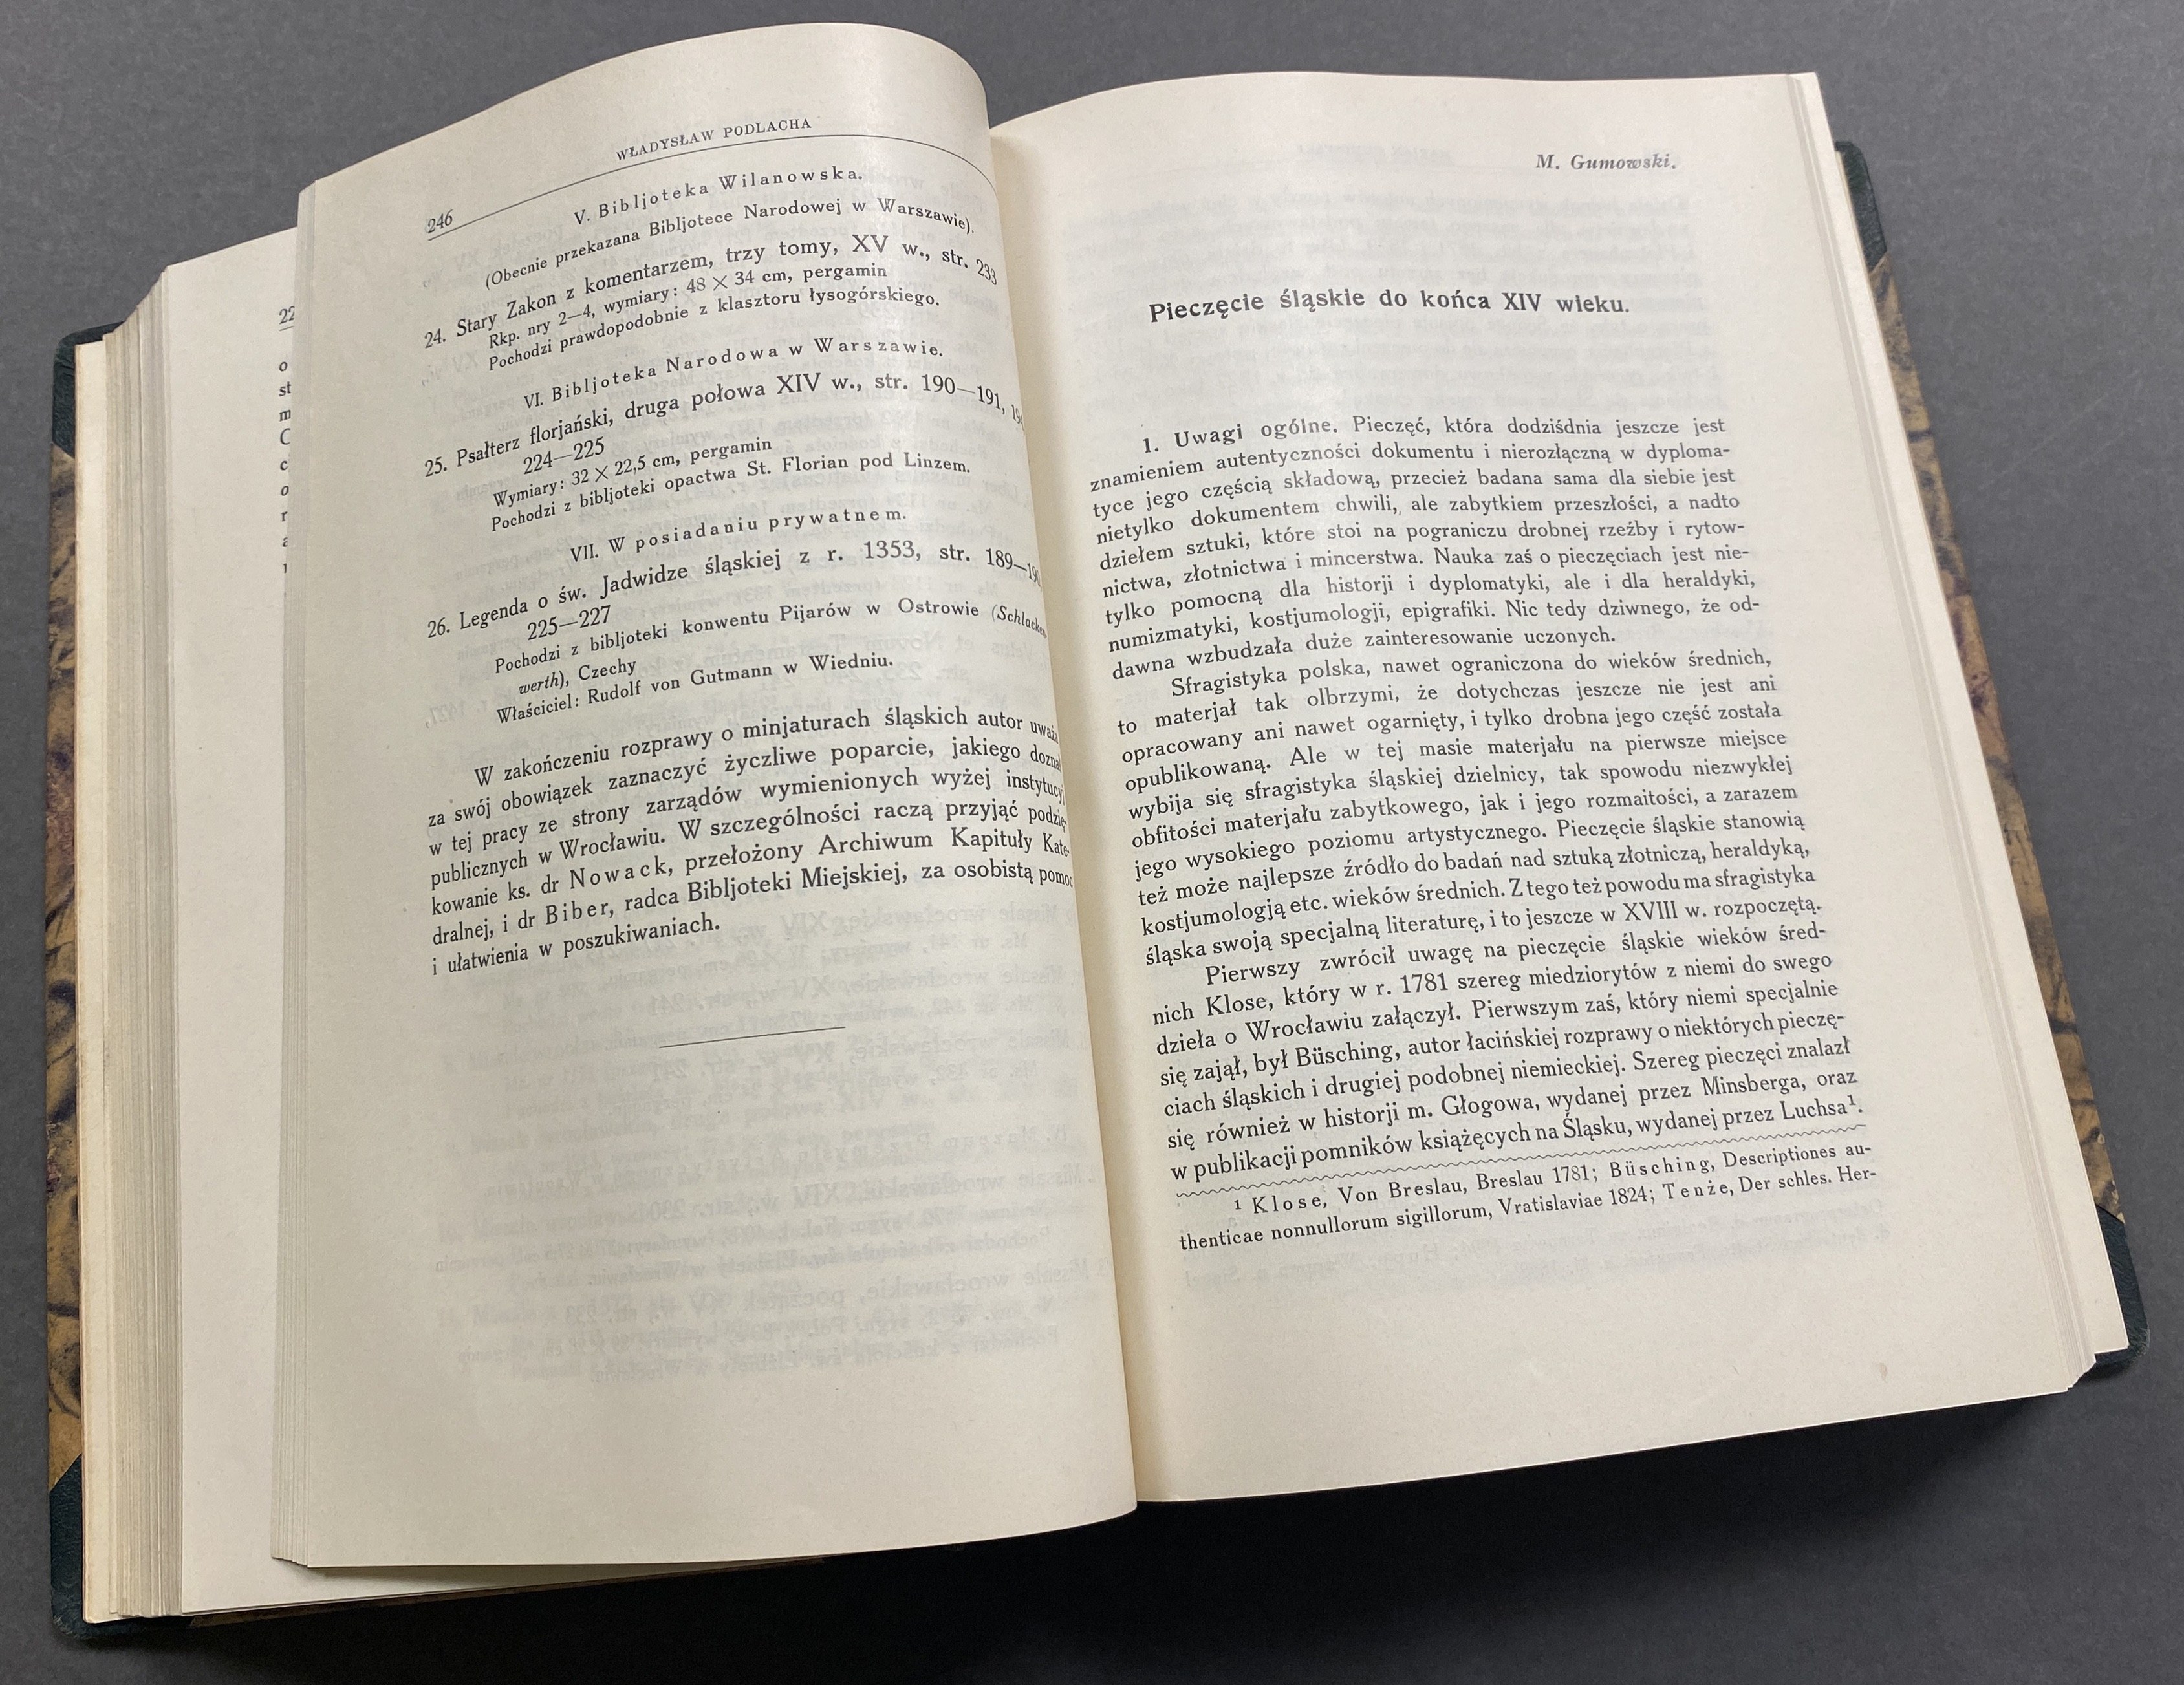 22
o
st
m
C
c
o
r
246
WŁADYSŁAW PODLACHA
V. Bibljoteka Wilanowska.
(Obecnie przekazana Bibljotece Narodowej w Warszawie).
24. Stary Zakon z komentarzem, trzy tomy, XV w., str. 233
Rkp. nry 2—4, wymiary: 48 × 34 cm, pergamin
Pochodzi prawdopodobnie z klasztoru łysogórskiego.
VI. Bibljoteka Narodowa w Warszawie.
25. Psałterz florjański, druga połowa XIV w., str. 190—191,
224—225
Wymiary: 32 × 22,5 cm, pergamin
Pochodzi z bibljoteki opactwa St. Florian pod Linzem.
VII. W posiadaniu prywatnem.
26. Legenda o św. Jadwidze śląskiej z r. 1353, str. 189—190,
225—227
Pochodzi z bibljoteki konwentu Pijarów w Ostrowie (Schlacken-
werth), Czechy
Właściciel: Rudolf von Gutmann w Wiedniu.
W zakończeniu rozprawy o minjaturach śląskich autor uważa
za swój obowiązek zaznaczyć życzliwe poparcie, jakiego doznał
w tej pracy ze strony zarządów wymienionych wyżej instytucyj
publicznych w Wrocławiu. W szczególności raczą przyjąć podzię-
kowanie ks. dr Nowack, przełożony Archiwum Kapituły Kate-
dralnej, i dr Biber, radca Bibljoteki Miejskiej, za osobistą pomoc
i ułatwienia w poszukiwaniach.
M. Gumowski.
Pieczęcie śląskie do końca XIV wieku.
1. Uwagi ogólne. Pieczęć, która dodziśdnia jeszcze jest
znamieniem autentyczności dokumentu i nierozłączną w dyploma-
tyce jego częścią składową, przecież badana sama dla siebie jest
nietylko dokumentem chwili, ale zabytkiem przeszłości, a nadto
dziełem sztuki, które stoi na pograniczu drobnej rzeźby i rytow-
nictwa, złotnictwa i mincerstwa. Nauka zaś o pieczęciach jest nie-
tylko pomocną dla historji i dyplomatyki, ale i dla heraldyki,
numizmatyki, kostjumologji, epigrafiki. Nic tedy dziwnego, że od-
dawna wzbudzała duże zainteresowanie uczonych.
Sfragistyka polska, nawet ograniczona do wieków średnich,
to materjał tak olbrzymi, że dotychczas jeszcze nie jest ani
opracowany ani nawet ogarnięty, i tylko drobna jego część została
opublikowaną. Ale w tej masie materjału na pierwsze miejsce
wybija się sfragistyka śląskiej dzielnicy, tak spowodu niezwykłej
obfitości materjału zabytkowego, jak i jego rozmaitości, a zarazem
jego wysokiego poziomu artystycznego. Pieczęcie śląskie stanowią
też może najlepsze źródło do badań nad sztuką złotniczą, heraldyką,
kostjumologją etc. wieków średnich. Z tego też powodu ma sfragistyka
śląska swoją specjalną literaturę, i to jeszcze w XVIII w. rozpoczętą.
Pierwszy zwrócił uwagę na pieczęcie śląskie wieków śred-
nich Klose, który w r. 1781 szereg miedziorytów z niemi do swego
dzieła o Wrocławiu załączył. Pierwszym zaś, który niemi specjalnie
się zajął, był Büsching, autor łacińskiej rozprawy o niektórych pieczę-
ciach śląskich i drugiej podobnej niemieckiej. Szereg pieczęci znalazł
się również w historji m. Głogowa, wydanej przez Minsberga, oraz
w publikacji pomników książęcych na Śląsku, wydanej przez Luchsa¹.
¹ Klose, Von Breslau, Breslau 1781; Büsching, Descriptiones au-
thenticae nonnullorum sigillorum, Vratislaviae 1824; Tenże, Der schles. Her-